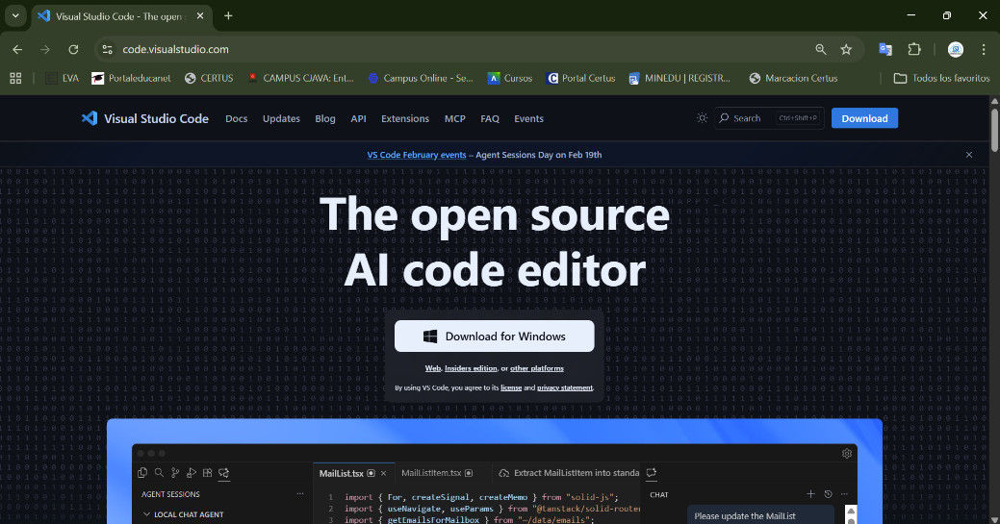 Visual Studio Code - The open s
code.visualstudio.com
EVA
Portaleducanet
CERTUS
CAMPUS CJAVA: Ent...
Campus Online - Se...
Cursos
Portal Certus
MINEDU | REGISTR...
Marcacion Certus
Todos los favoritos
Visual Studio Code
Docs
Updates
Blog
API
Extensions
MCP
FAQ
Events
Search
Ctrl+Shift+P
Download
VS Code February events – Agent Sessions Day on Feb 19th
The open source
AI code editor
Download for Windows
Web, Insiders edition, or other platforms
By using VS Code, you agree to its license and privacy statement.
MailList.tsx
MailListItem.tsx
Extract MailListItem into standa
AGENT SESSIONS
...
CHAT
...
LOCAL CHAT AGENT
1 import { For, createSignal, createMemo } from "solid-js";
2 import { useNavigate, useParams } from "@tanstack/solid-router
3 import { getEmailsForMailbox } from "~/data/emails";
Please update the MailList